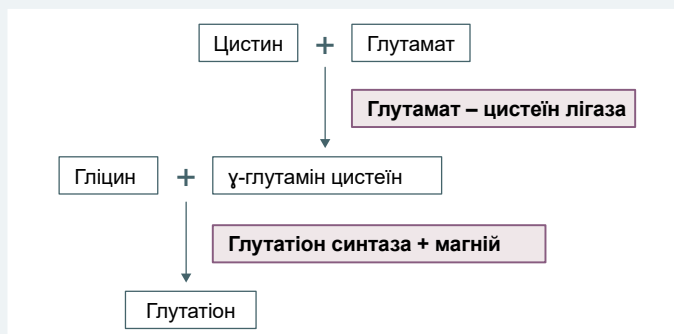 Цистин + Глутамат
Глутамат – цистеїн лігаза
Гліцин + ɣ-глутамін цистеїн
Глутатіон синтаза + магній
Глутатіон